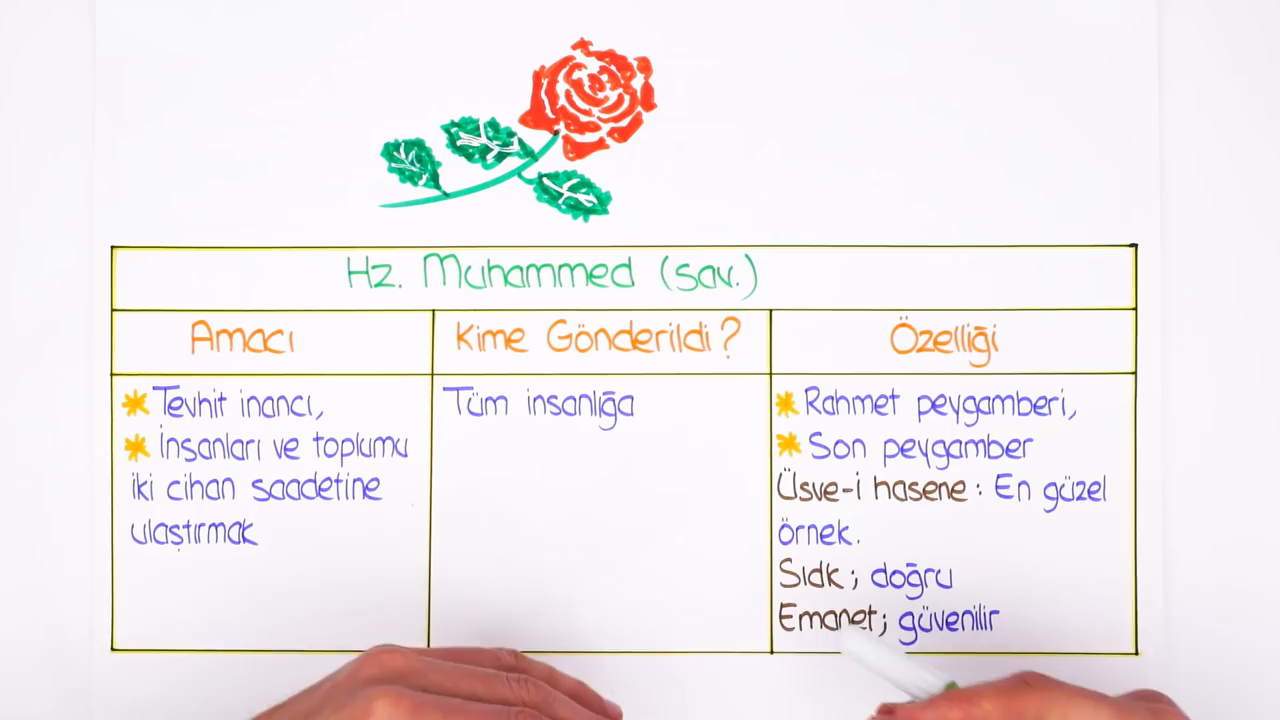 Hz. Muhammed (sav.)
Amacı
Kime Gönderildi?
Özelliği
Tevhit inancı,
İnsanları ve toplumu
iki cihan saadetine
ulaştırmak
Tüm insanlığa
Rahmet peygamberi,
Son peygamber
Üsve-i hasene: En güzel
örnek.
Sıdk; doğru
Emanet; güvenilir